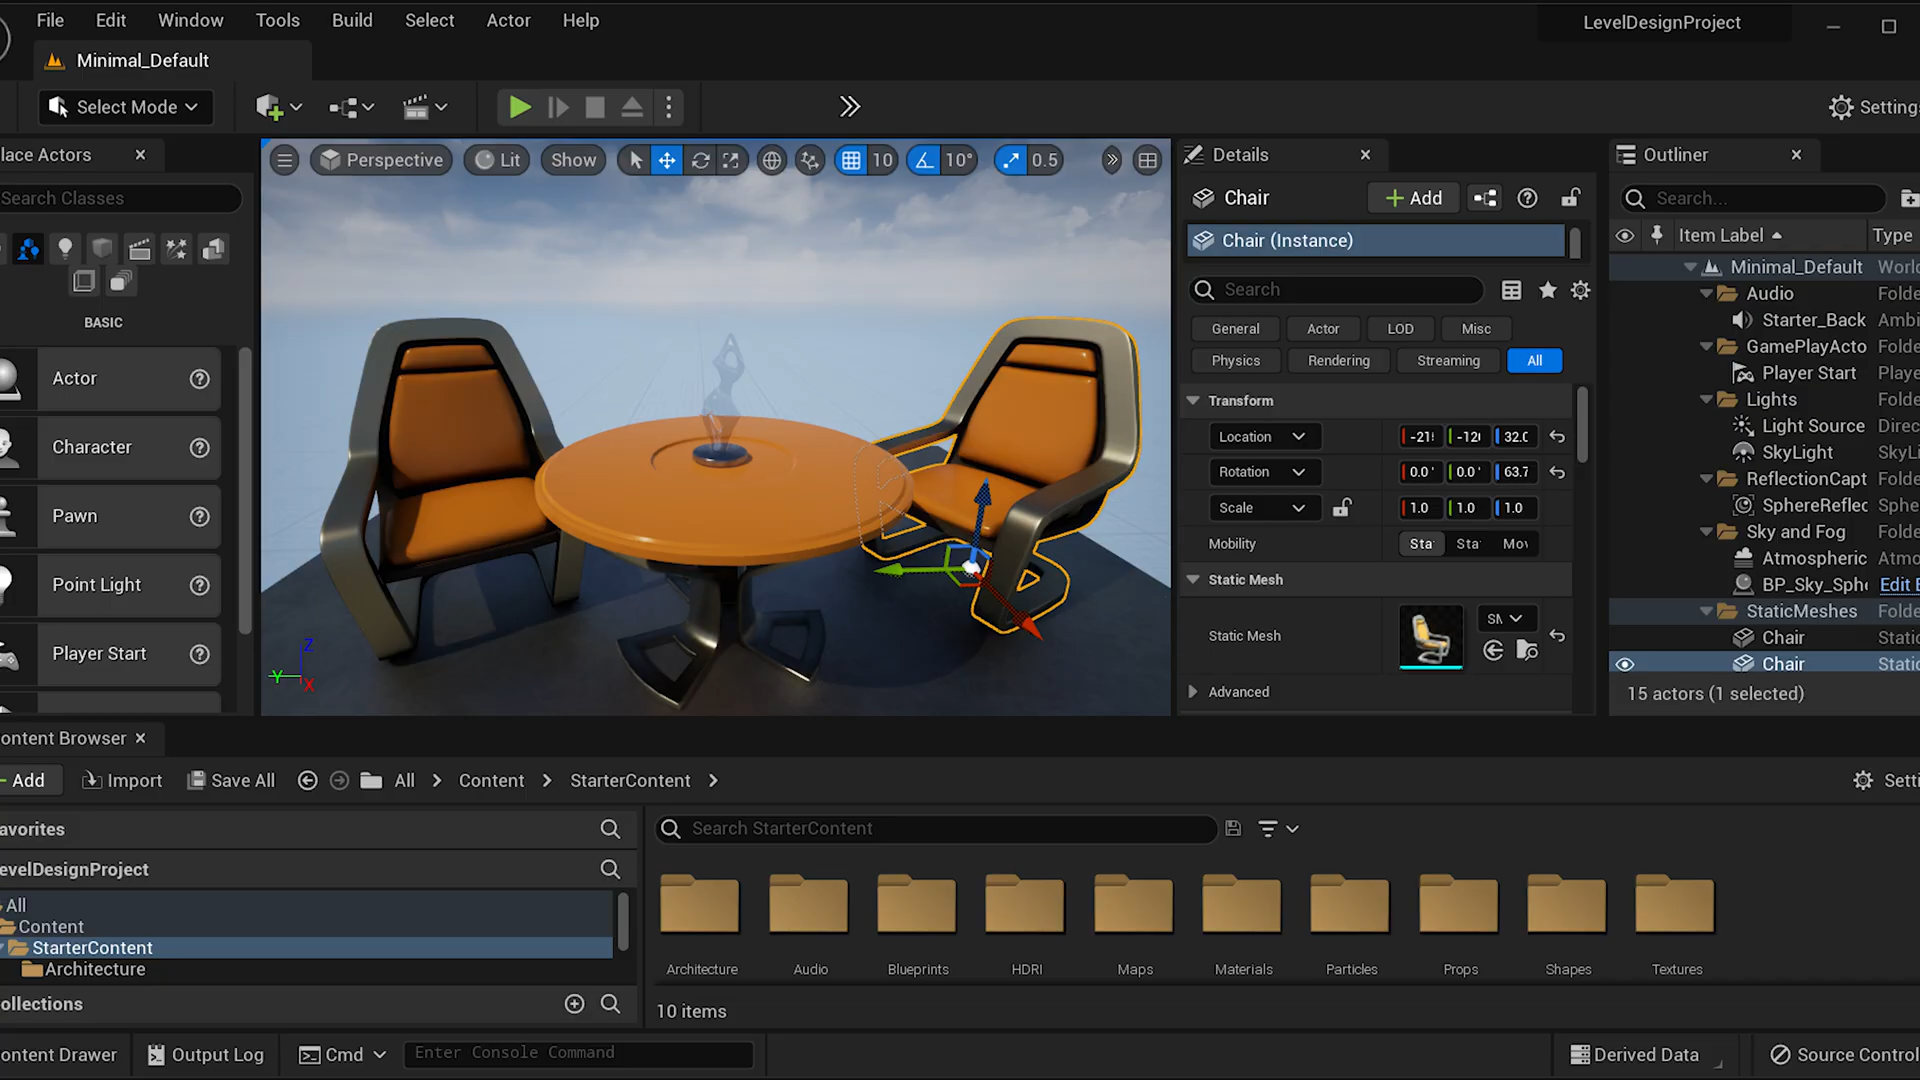 File Edit Window Tools Build Select Actor Help
LevelDesignProject
Minimal_Default
Select Mode
Settings
lace Actors
Search Classes
BASIC
Actor
Character
Pawn
Point Light
Player Start
Perspective Lit Show 10 10° 0.5
Details
Chair
Add
Chair (Instance)
Search
General Actor LOD Misc
Physics Rendering Streaming All
Transform
Location -21 -12 32.0
Rotation 0.0 0.0 63.7
Scale 1.0 1.0 1.0
Mobility Sta Sta Mov
Static Mesh
Static Mesh SM
Advanced
Outliner
Search...
Item Label Type
Minimal_Default World
Audio Folde
Starter_Back Ambi
GamePlayActo Folde
Player Start Playe
Lights Folde
Light Source Direc
SkyLight SkyLi
ReflectionCapt Folde
SphereReflec Sphe
Sky and Fog Folde
Atmospheric Atmo
BP_Sky_Sphe Edit B
StaticMeshes Folde
Chair Static
Chair Static
15 actors (1 selected)
ontent Browser
Add Import Save All All Content StarterContent
Setti
avorites
evelDesignProject
All
Content
StarterContent
Architecture
ollections
Search StarterContent
Architecture Audio Blueprints HDRI Maps Materials Particles Props Shapes Textures
10 items
ontent Drawer Output Log Cmd Enter Console Command Derived Data Source Control